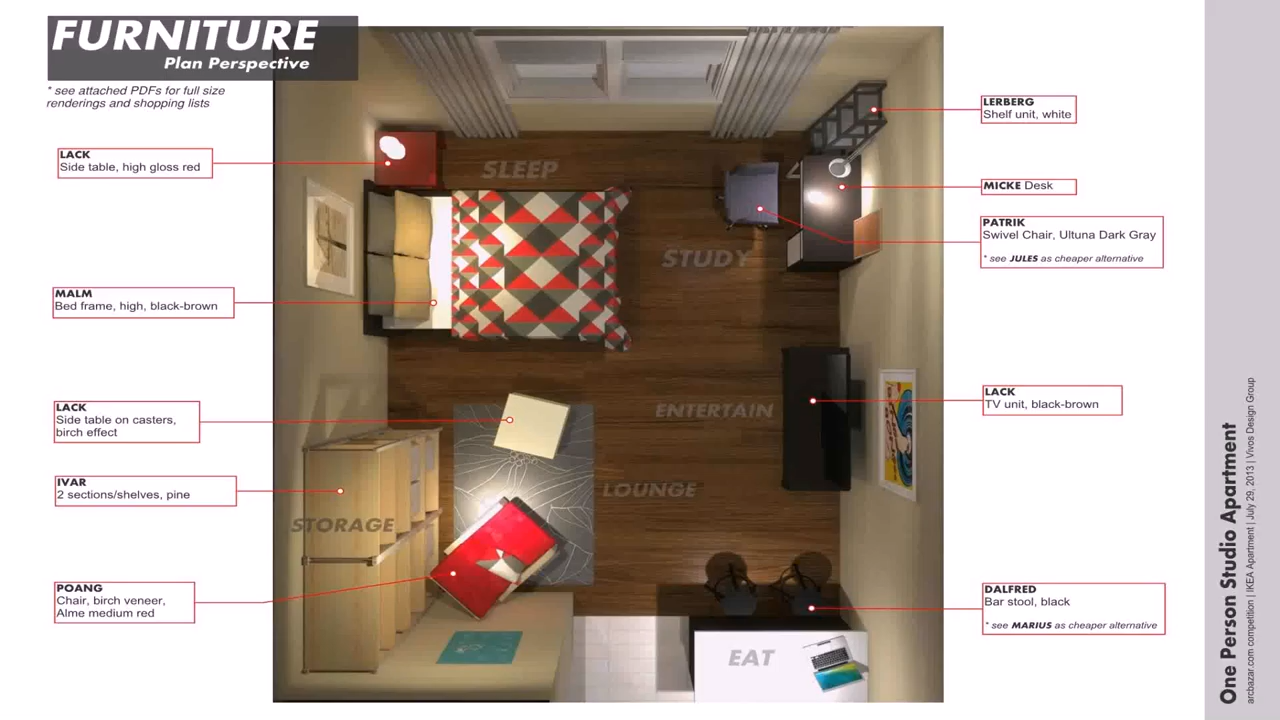 FURNITURE
Plan Perspective
* see attached PDFs for full size
renderings and shopping lists
LACK
Side table, high gloss red
MALM
Bed frame, high, black-brown
LACK
Side table on casters,
birch effect
IVAR
2 sections/shelves, pine
POANG
Chair, birch veneer,
Alme medium red
SLEEP
STUDY
ENTERTAIN
LOUNGE
STORAGE
EAT
LERBERG
Shelf unit, white
MICKE Desk
PATRIK
Swivel Chair, Ultuna Dark Gray
* see JULES as cheaper alternative
LACK
TV unit, black-brown
DALFRED
Bar stool, black
* see MARIUS as cheaper alternative
One Person Studio Apartment
arcbazar.com competition | IKEA Apartment | July 29, 2013 | Vivos Design Group